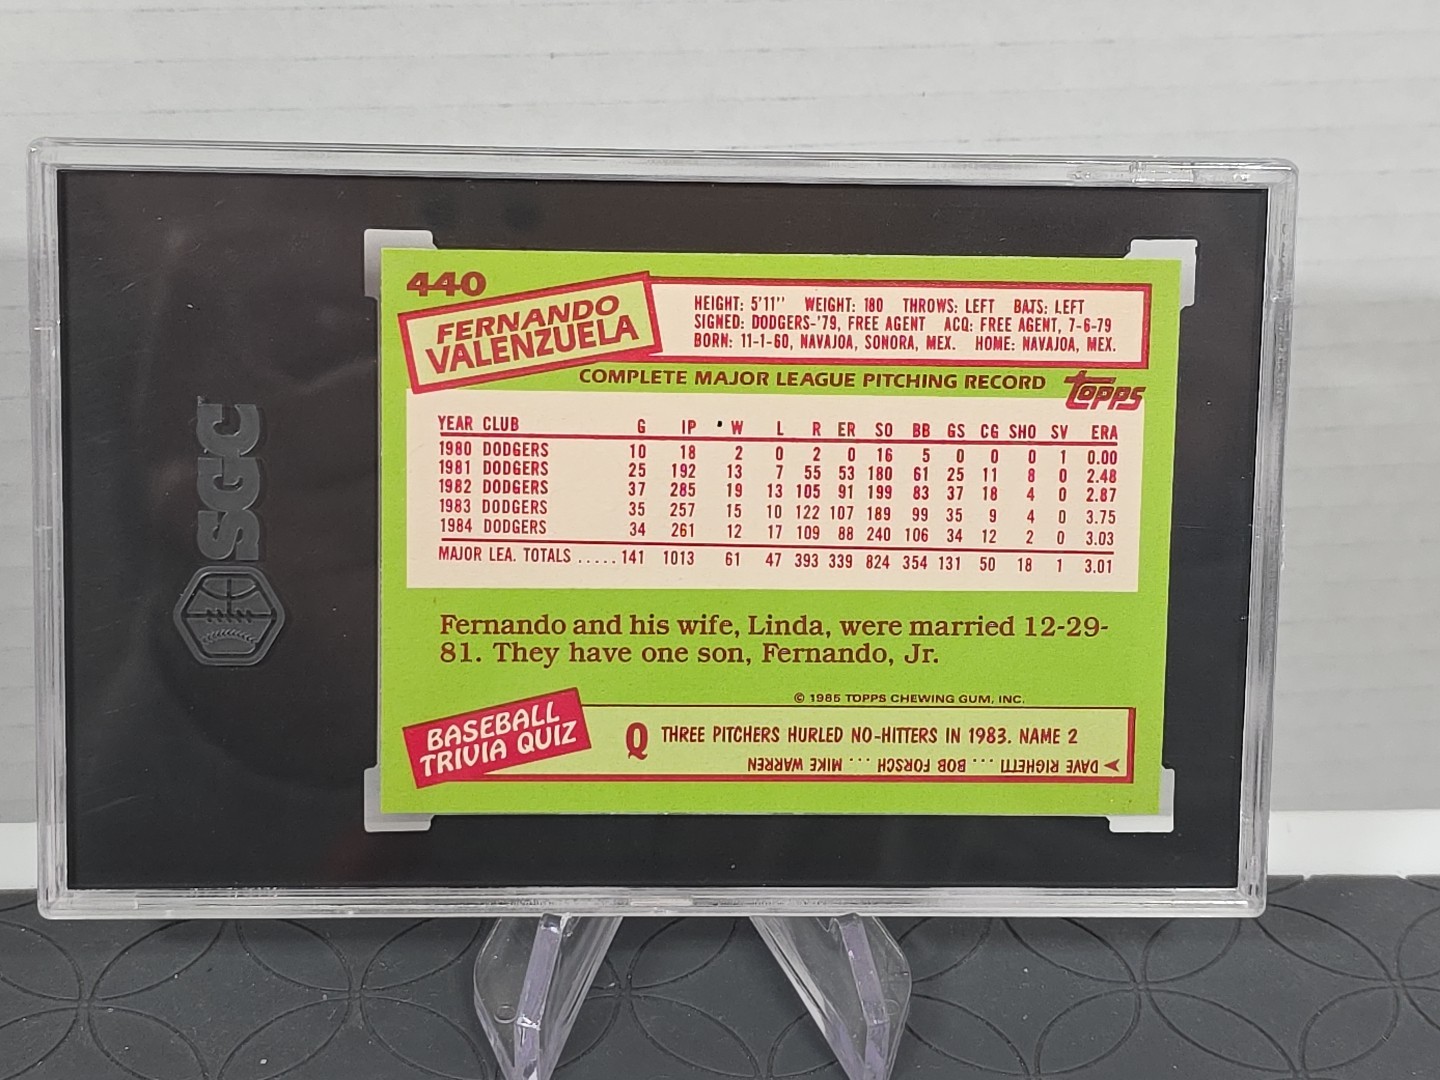 SGC
440
FERNANDO
VALENZUELA
HEIGHT: 5'11" WEIGHT: 180 THROWS: LEFT BATS: LEFT
SIGNED: DODGERS-'79, FREE AGENT ACQ: FREE AGENT, 7-6-79
BORN: 11-1-60, NAVAJOA, SONORA, MEX. HOME: NAVAJOA, MEX.
COMPLETE MAJOR LEAGUE PITCHING RECORD
TOPPS
YEAR CLUB G IP W L R ER SO BB GS CG SHO SV ERA
1980 DODGERS 10 18 2 0 2 0 16 5 0 0 0 1 0.00
1981 DODGERS 25 192 13 7 55 53 180 61 25 11 8 0 2.48
1982 DODGERS 37 285 19 13 105 91 199 83 37 18 4 0 2.87
1983 DODGERS 35 257 15 10 122 107 189 99 35 9 4 0 3.75
1984 DODGERS 34 261 12 17 109 88 240 106 34 12 2 0 3.03
MAJOR LEA. TOTALS ..... 141 1013 61 47 393 339 824 354 131 50 18 1 3.01
Fernando and his wife, Linda, were married 12-29-
81. They have one son, Fernando, Jr.
© 1985 TOPPS CHEWING GUM, INC.
BASEBALL
TRIVIA QUIZ
Q THREE PITCHERS HURLED NO-HITTERS IN 1983. NAME 2
DAVE RIGHETTI ... BOB FORSCH ... MIKE WARREN